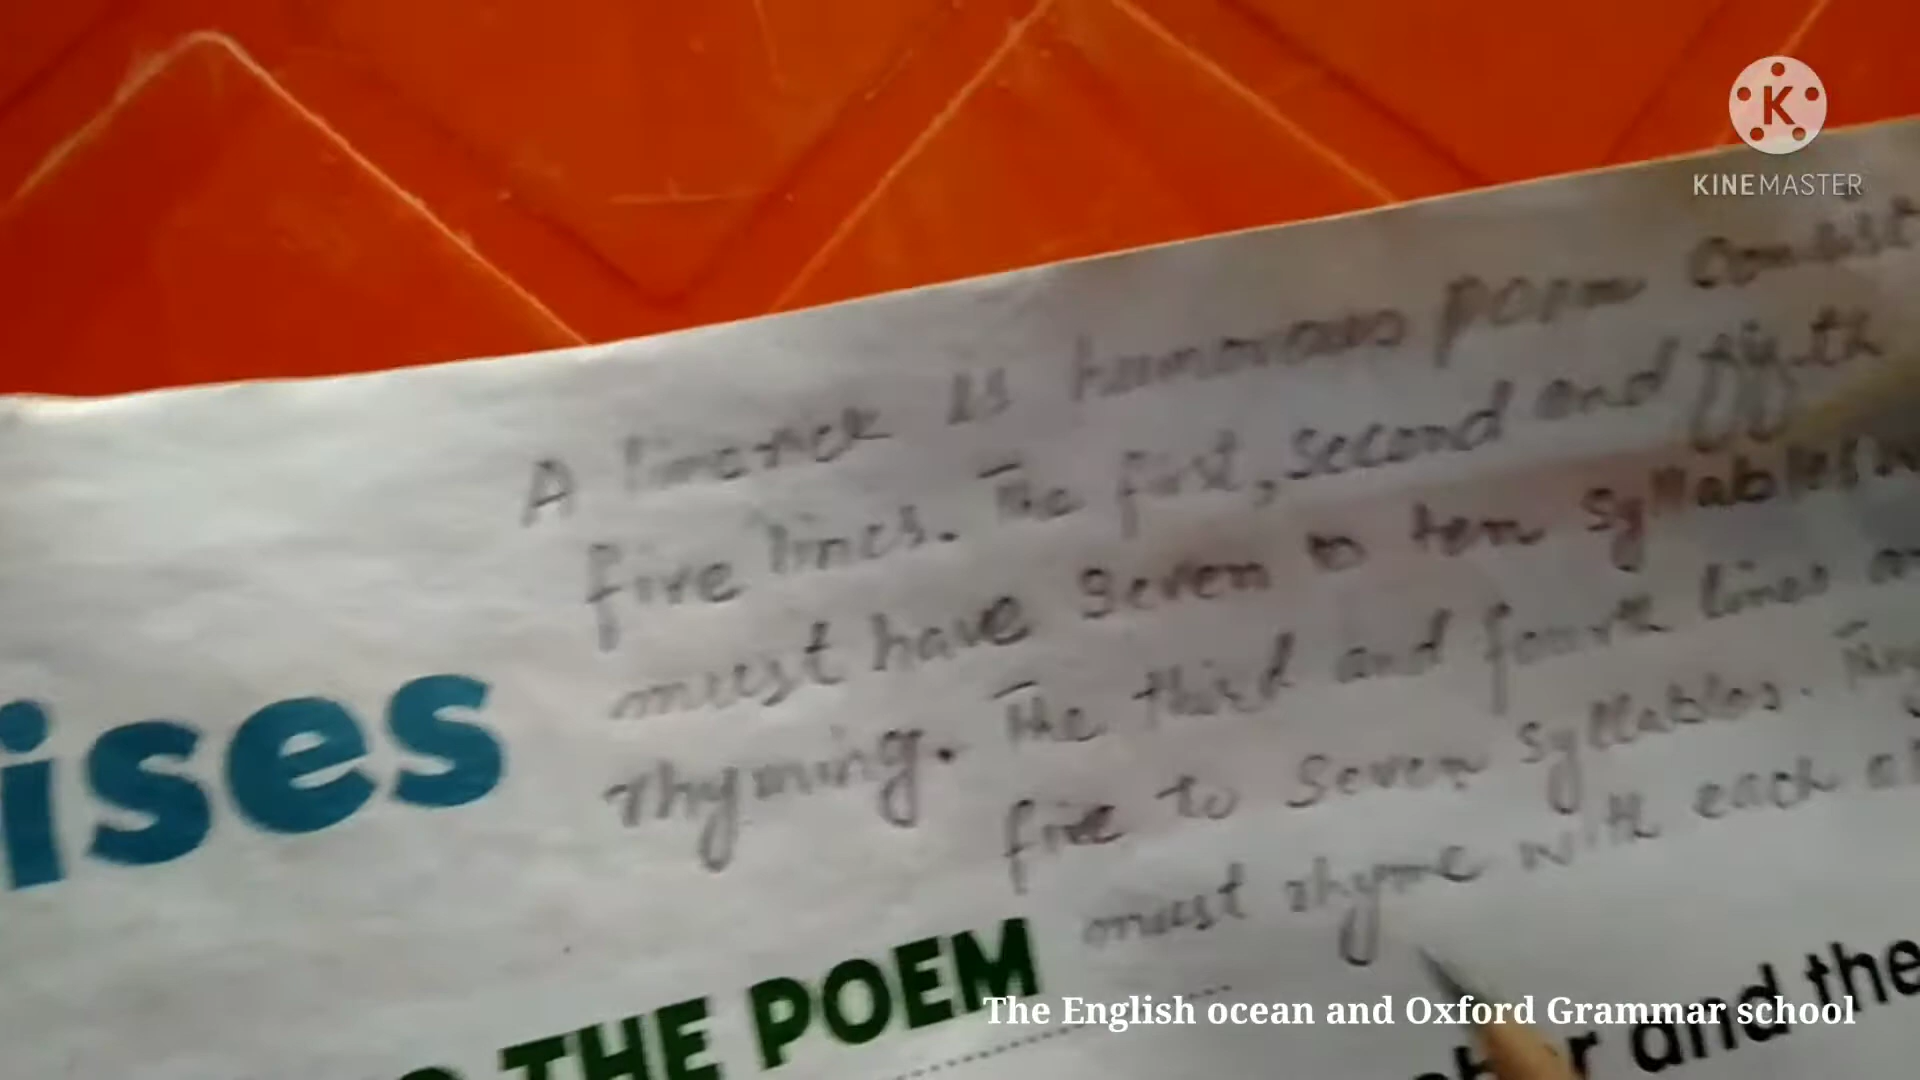 K
KINEMASTER
A limerick is humorous poem consist
five lines. The first, second and fifth
must have seven to ten syllables
rhyming. The third and fourth lines
five to seven syllables.
must rhyme with each
ises
THE POEM
and the
The English ocean and Oxford Grammar school